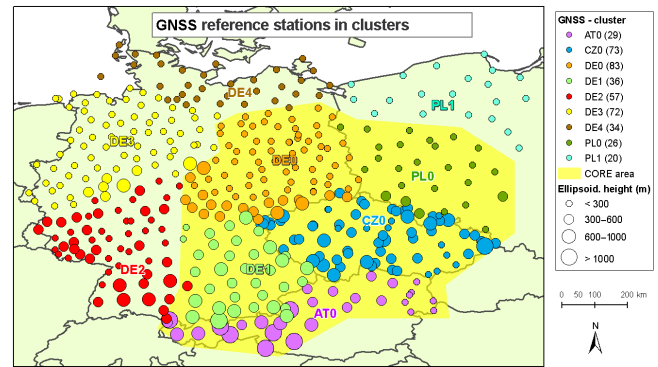 GNSS reference stations in clusters
DE4
PL1
DE3
DE0
PL0
CZ0
DE2
DE1
AT0
GNSS - cluster
AT0 (29)
CZ0 (73)
DE0 (83)
DE1 (36)
DE2 (57)
DE3 (72)
DE4 (34)
PL0 (26)
PL1 (20)
CORE area
Ellipsoid. height (m)
< 300
300–600
600–1000
> 1000
0 50 100 200 km
N